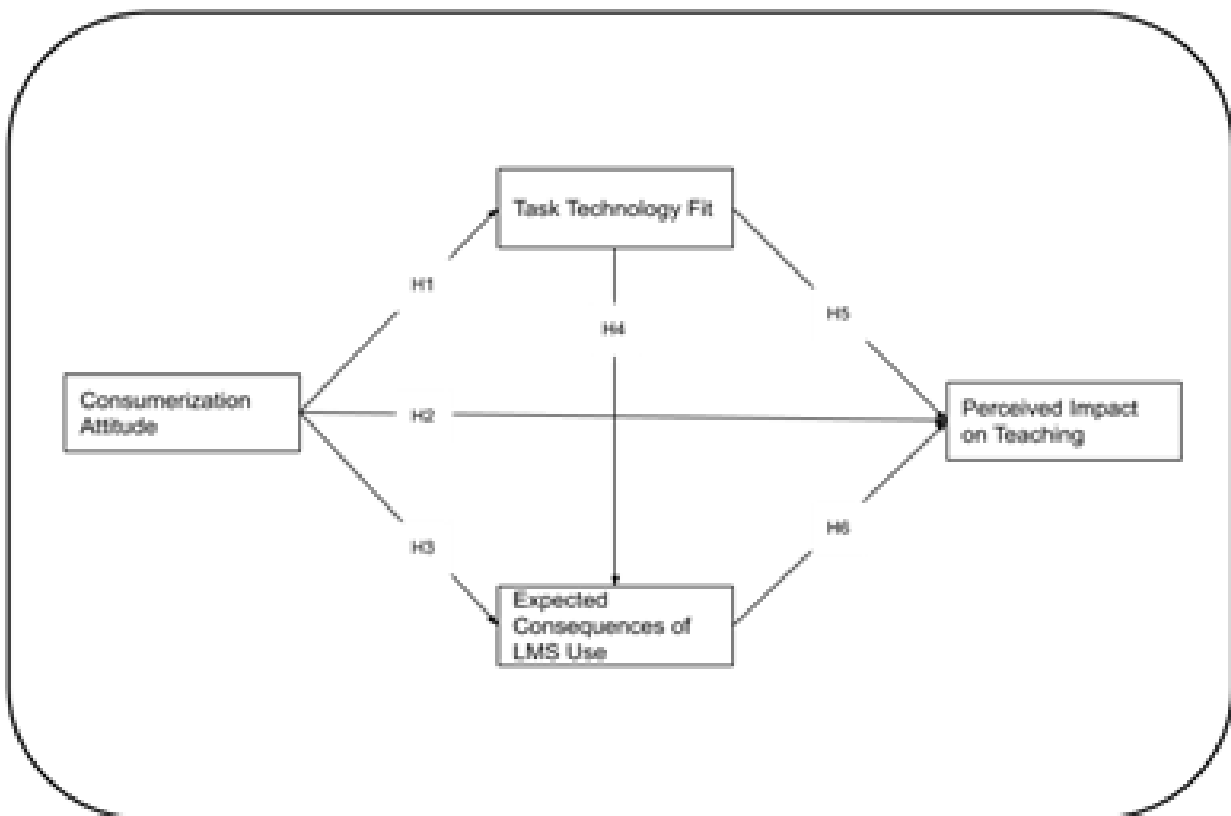 Task Technology Fit
H1
H5
H4
Consumerization
Attitude
H2
Perceived Impact
on Teaching
H3
H6
Expected
Consequences of
LMS Use